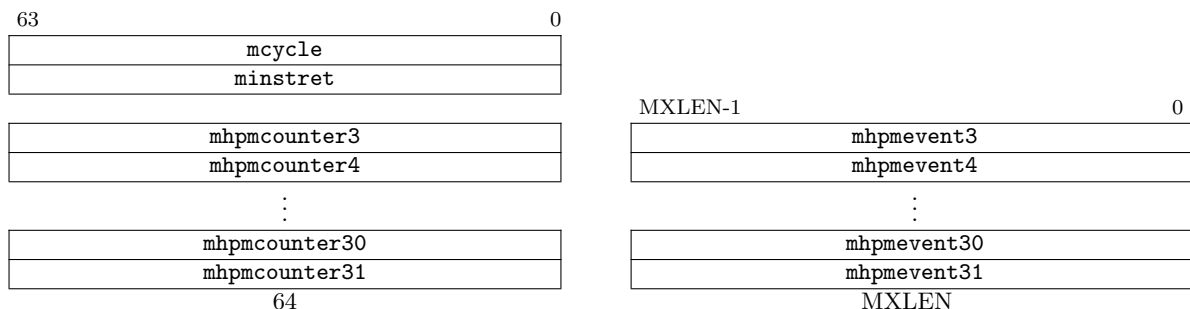 63 0
mcycle
minstret
MXLEN-1 0
mhpmcounter3 mhpmevent3
mhpmcounter4 mhpmevent4
⋮ ⋮
mhpmcounter30 mhpmevent30
mhpmcounter31 mhpmevent31
64 MXLEN